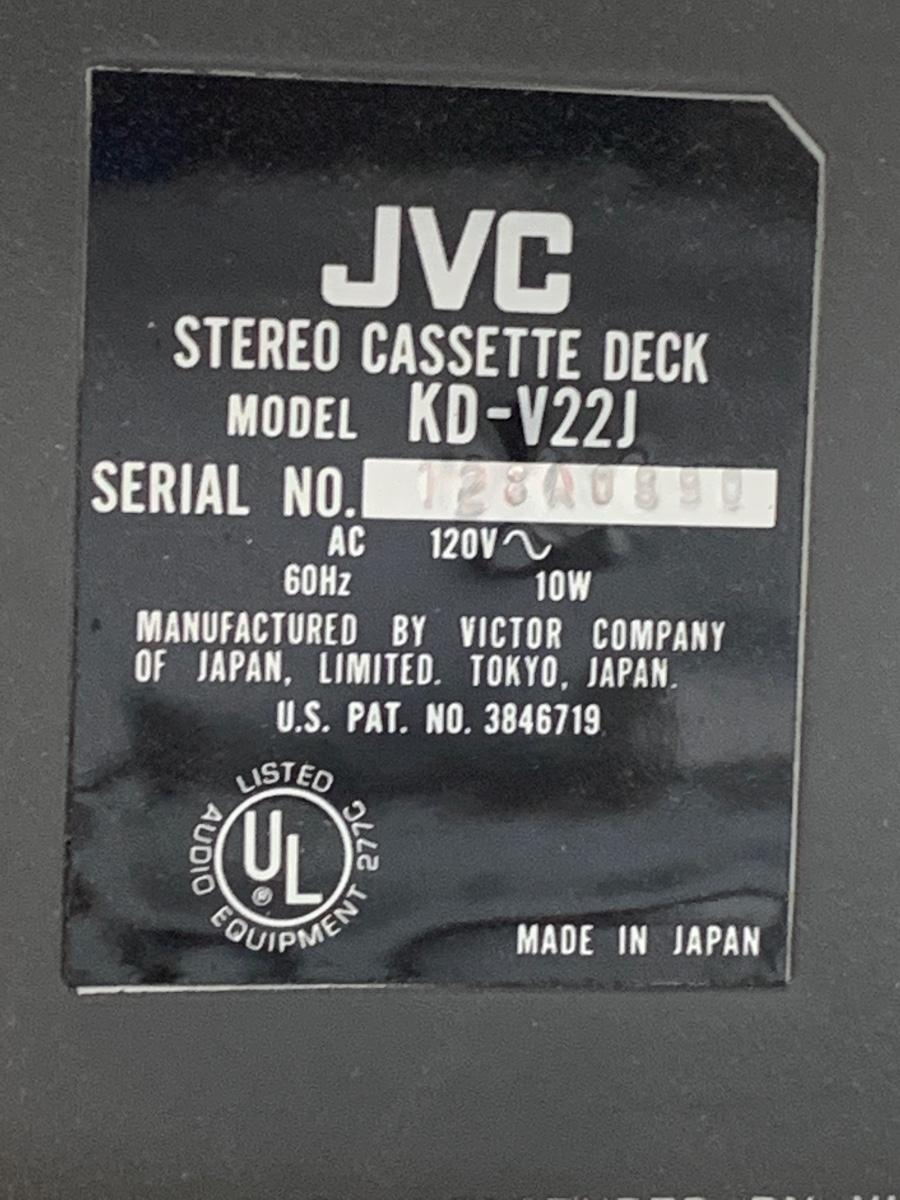 JVC
STEREO CASSETTE DECK
MODEL KD-V22J
SERIAL NO.
AC 120V∿
60Hz 10W
MANUFACTURED BY VICTOR COMPANY
OF JAPAN, LIMITED. TOKYO, JAPAN.
U.S. PAT. NO. 3846719
LISTED
UL®
AUDIO EQUIPMENT 277C
MADE IN JAPAN